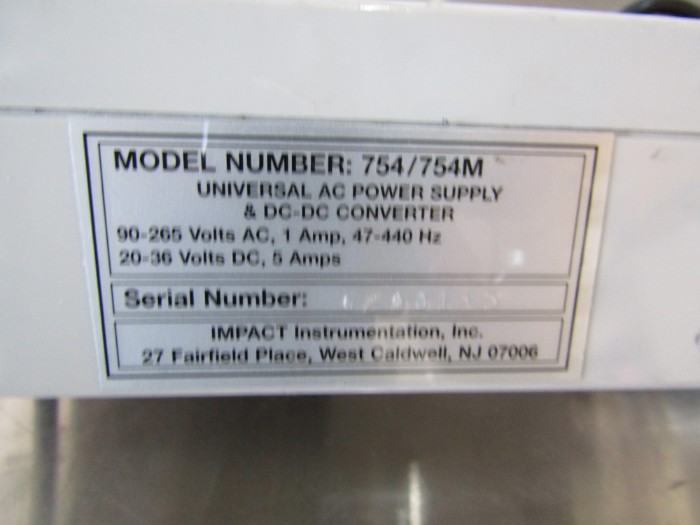 MODEL NUMBER: 754/754M
UNIVERSAL AC POWER SUPPLY
& DC-DC CONVERTER
90-265 Volts AC, 1 Amp, 47-440 Hz
20-36 Volts DC, 5 Amps
Serial Number:
IMPACT Instrumentation, Inc.
27 Fairfield Place, West Caldwell, NJ 07006